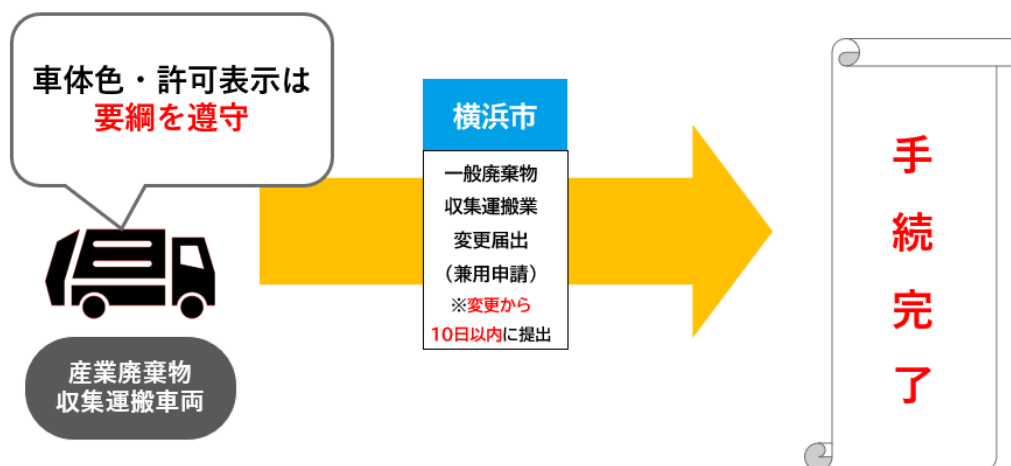 車体色・許可表示は
要綱を遵守
産業廃棄物
収集運搬車両
横浜市
一般廃棄物
収集運搬業
変更届出
（兼用申請）
※変更から
10日以内に提出
手続完了